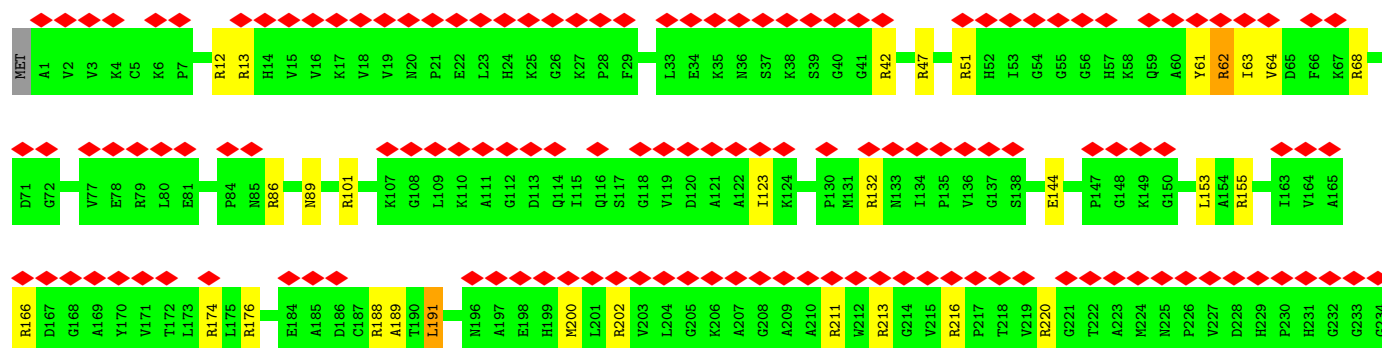 MET A1 V2 V3 K4 C5 K6 P7 R12 R13 H14 V15 V16 K17 V18 V19 N20 P21 E22 L23 H24 K25 G26 K27 P28 F29 L33 E34 K35 N36 S37 K38 S39 G40 G41 R42 R47 R51 H52 I53 G54 G55 G56 H57 K58 Q59 A60 Y61 R62 I63 V64 D65 F66 K67 R68
D71 G72 V77 E78 R79 L80 E81 P84 N85 R86 N89 R101 K107 G108 L109 K110 A111 G112 D113 Q114 I115 Q116 S117 G118 V119 D120 A121 A122 I123 K124 P130 M131 R132 N133 I134 P135 V136 G137 S138 E144 P147 G148 K149 G150 L153 A154 R155 I163 V164 A165
R166 D167 G168 A169 Y170 V171 T172 L173 R174 L175 R176 E184 A185 D186 C187 R188 A189 T190 L191 N196 A197 E198 H199 M200 L201 R202 V203 L204 G205 K206 A207 G208 A209 A210 R211 W212 R213 G214 V215 R216 P217 T218 V219 R220 G221 T222 A223 M224 N225 P226 V227 D228 H229 P230 H231 G232 G233 G234